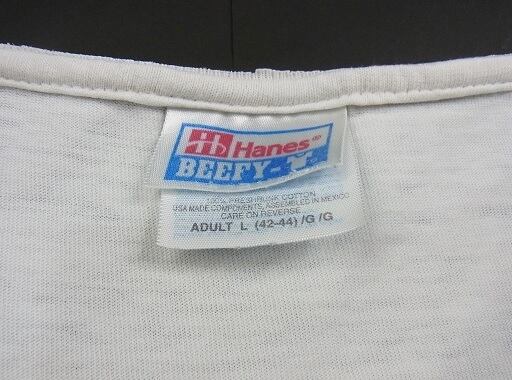 Hanes
BEEFY-T
100% PRESHRUNK COTTON
USA MADE COMPONENTS, ASSEMBLED IN MEXICO
CARE ON REVERSE
ADULT L (42-44) /G /G